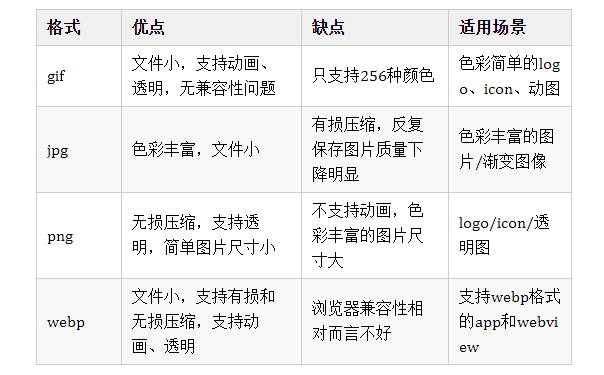 格式 优点 缺点 适用场景
gif 文件小，支持动画、透明，无兼容性问题 只支持256种颜色 色彩简单的logo、icon、动图
jpg 色彩丰富，文件小 有损压缩，反复保存图片质量下降明显 色彩丰富的图片/渐变图像
png 无损压缩，支持透明，简单图片尺寸小 不支持动画，色彩丰富的图片尺寸大 logo/icon/透明图
webp 文件小，支持有损和无损压缩，支持动画、透明 浏览器兼容性相对而言不好 支持webp格式的app和webview